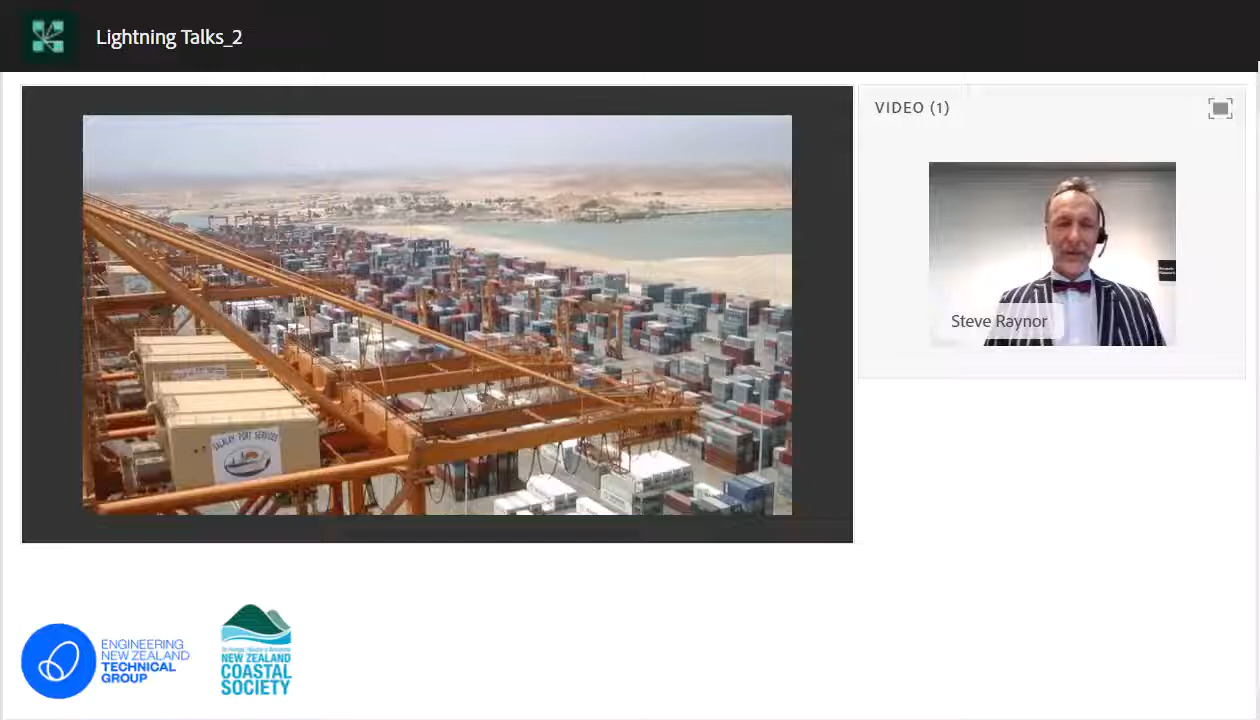 Lightning Talks_2
VIDEO (1)
Steve Raynor
SALALAH PORT SERVICES
ENGINEERING
NEW ZEALAND
TECHNICAL
GROUP
NEW ZEALAND
COASTAL
SOCIETY